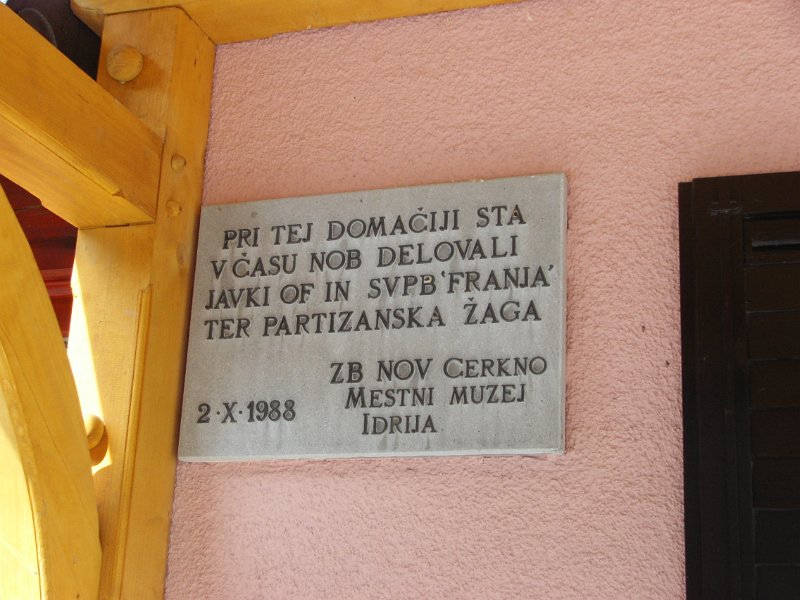 PRI TEJ DOMAČIJI STA
V ČASU NOB DELOVALI
JAVKI OF IN SVPB 'FRANJA'
TER PARTIZANSKA ŽAGA
ZB NOV CERKNO
MESTNI MUZEJ
2·X·1988 IDRIJA